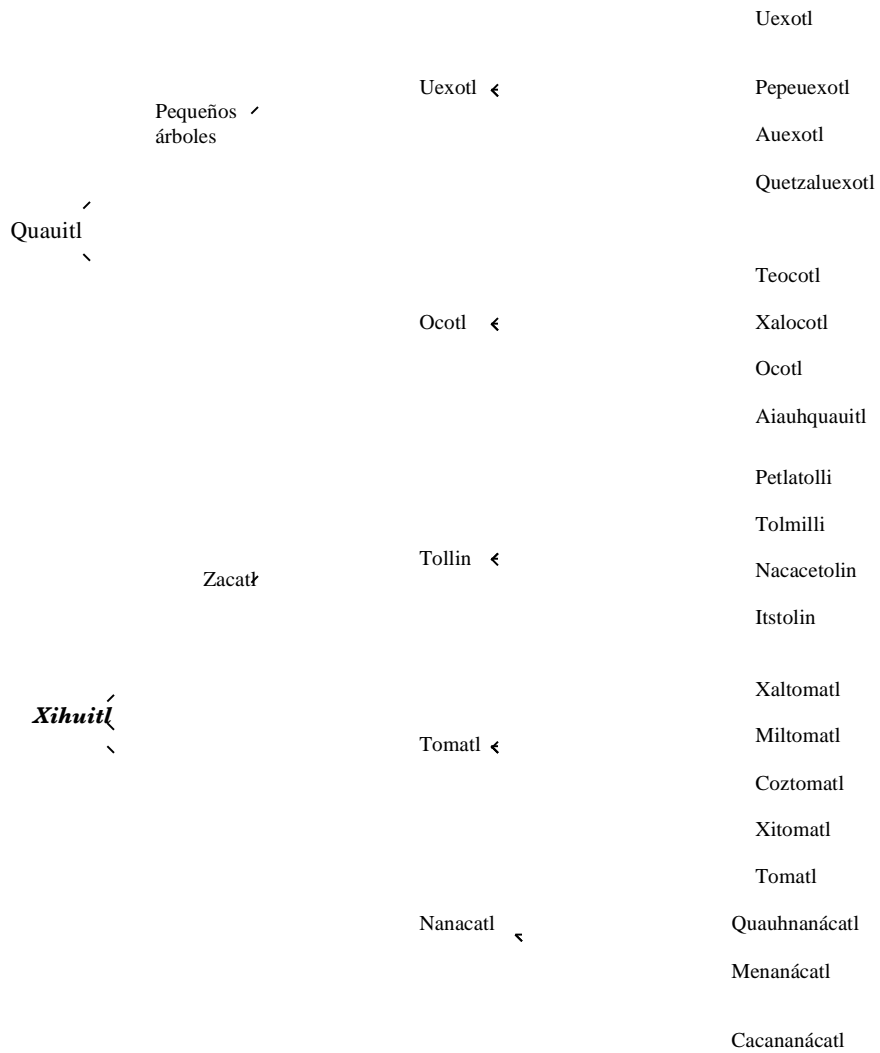 Uexotl
Uexotl
Pepeuexotl
Pequeños
árboles
Auexotl
Quetzaluexotl
Quauitl
Teocotl
Ocotl
Xalocotl
Ocotl
Aiauhquauitl
Petlatolli
Tolmilli
Tollin
Nacacetolin
Zacatl
Itstolin
Xaltomatl
Xihuitl
Miltomatl
Tomatl
Coztomatl
Xitomatl
Tomatl
Nanacatl
Quauhnanácatl
Menanácatl
Cacananácatl